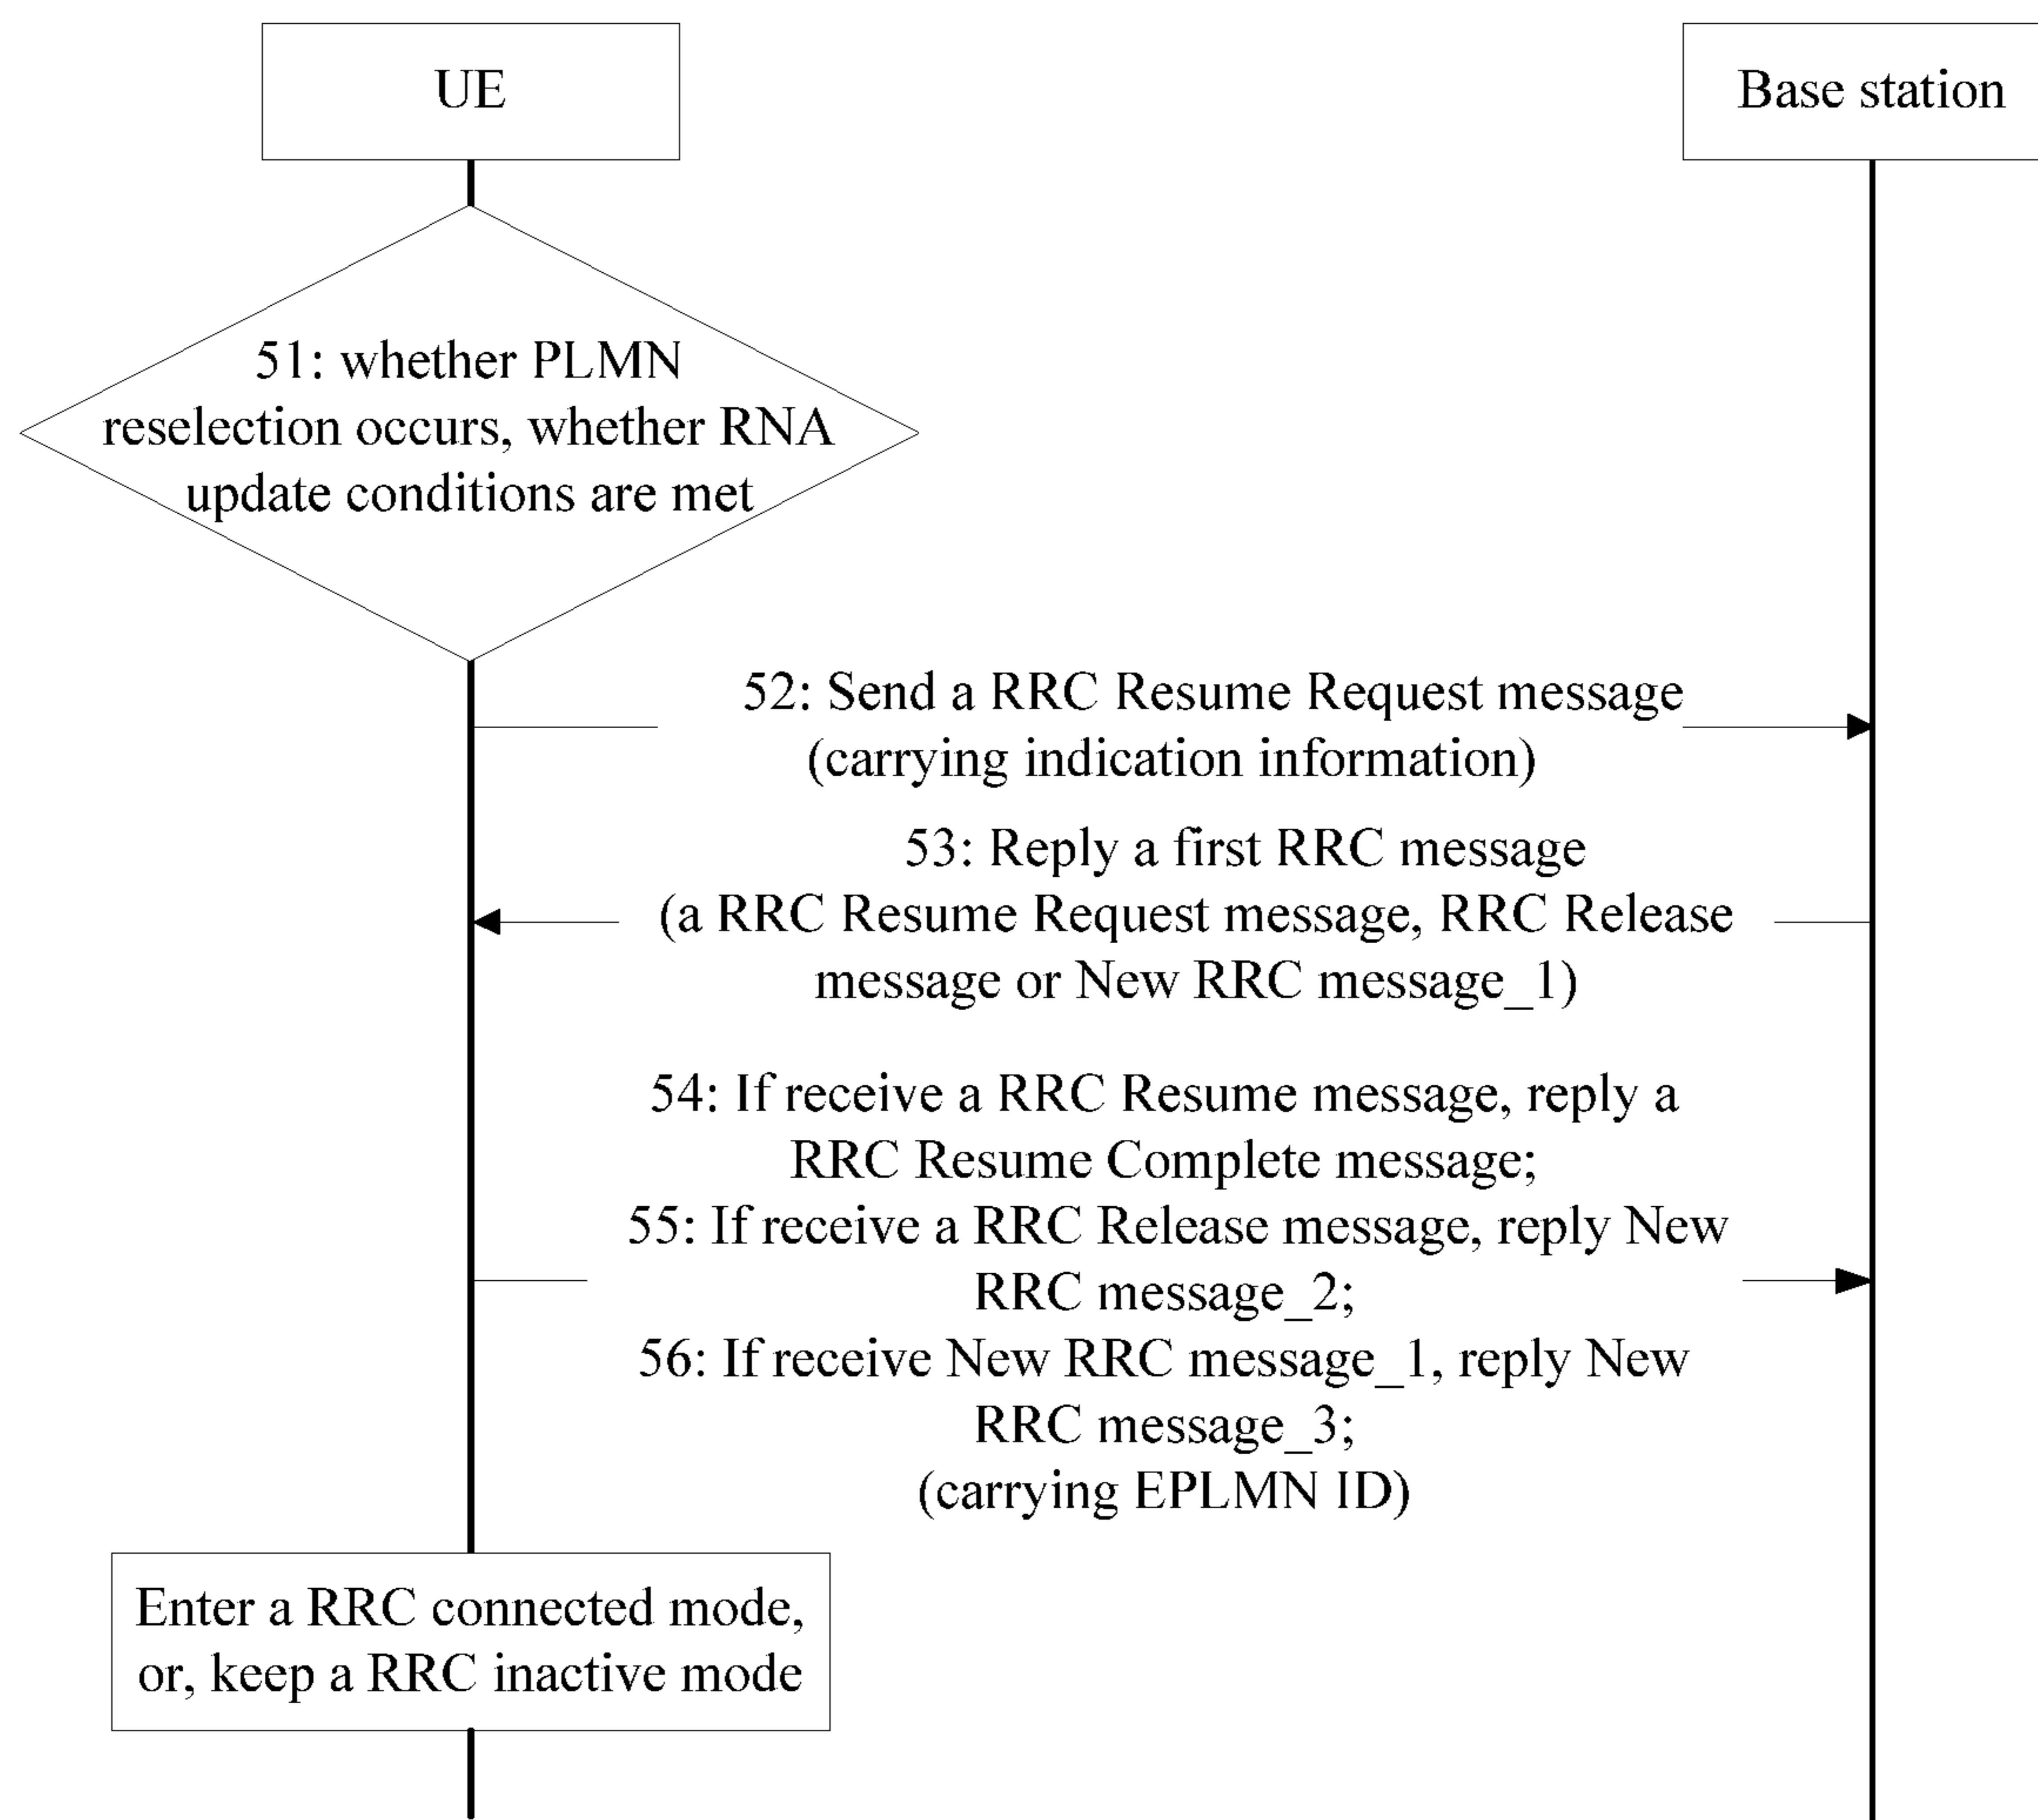 UE
Base station
51: whether PLMN
reselection occurs, whether RNA
update conditions are met
52: Send a RRC Resume Request message
(carrying indication information)
53: Reply a first RRC message
(a RRC Resume Request message, RRC Release
message or New RRC message_1)
54: If receive a RRC Resume message, reply a
RRC Resume Complete message;
55: If receive a RRC Release message, reply New
RRC message_2;
56: If receive New RRC message_1, reply New
RRC message_3;
(carrying EPLMN ID)
Enter a RRC connected mode,
or, keep a RRC inactive mode